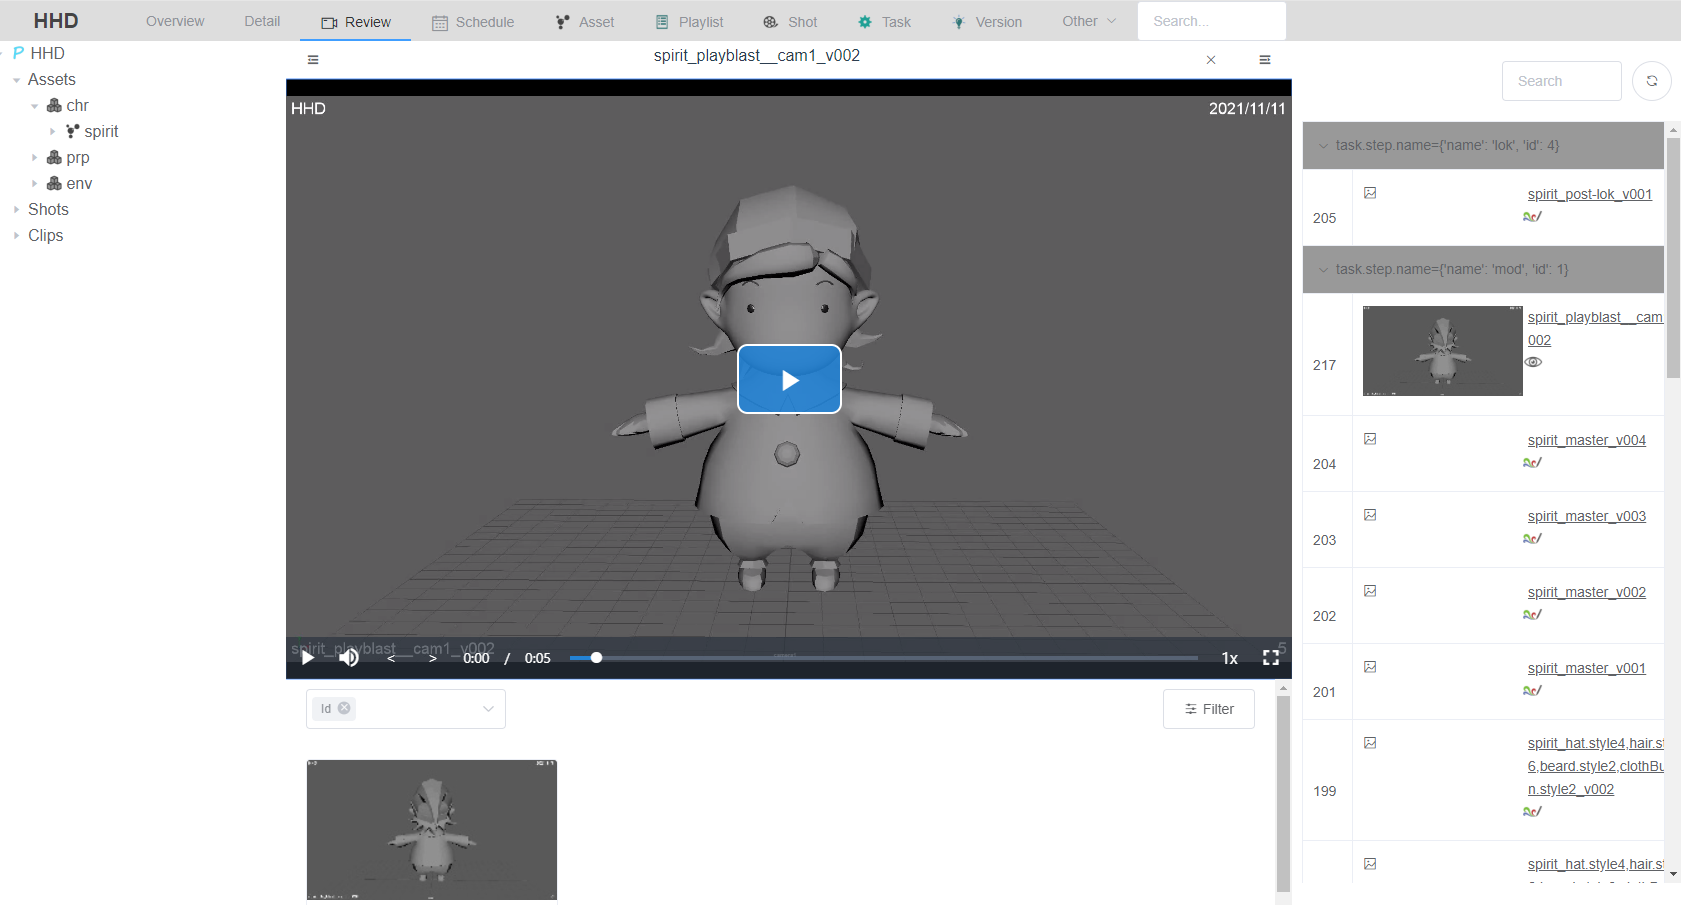 HHD
Overview
Detail
Review
Schedule
Asset
Playlist
Shot
Task
Version
Other
Search...
HHD
Assets
chr
spirit
prp
env
Shots
Clips
spirit_playblast__cam1_v002
HHD
2021/11/11
spirit_playblast__cam1_v002
5
< > 0:00 / 0:05
1x
Id
Filter
Search
task.step.name={'name': 'lok', 'id': 4}
205
spirit_post-lok_v001
task.step.name={'name': 'mod', 'id': 1}
217
spirit_playblast__cam
002
204
spirit_master_v004
203
spirit_master_v003
202
spirit_master_v002
201
spirit_master_v001
199
spirit_hat.style4,hair.st
6,beard.style2,clothBu
n.style2_v002
spirit_hat.style4,hair.st